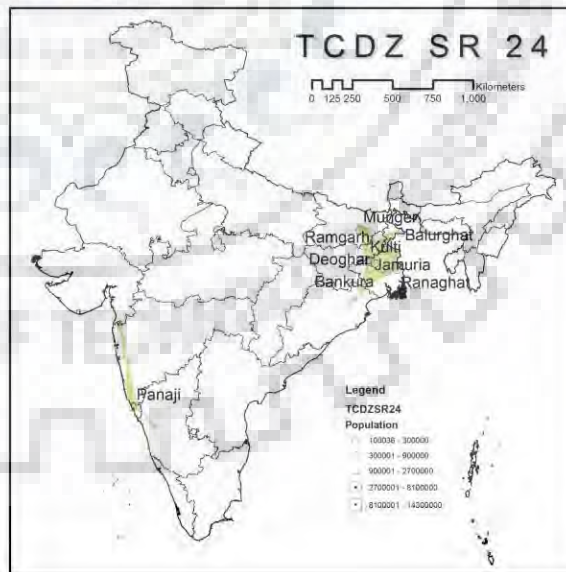 TCDZ SR 24
Kilometers
0 125 250 500 750 1,000
Munger
Ramgarh
Balurghat
Kulti
Deoghar
Jamuria
Bankura
Ranaghat
Panaji
Legend
TCDZSR24
Population
100036 - 300000
300001 - 900000
900001 - 2700000
2700001 - 8100000
8100001 - 14300000